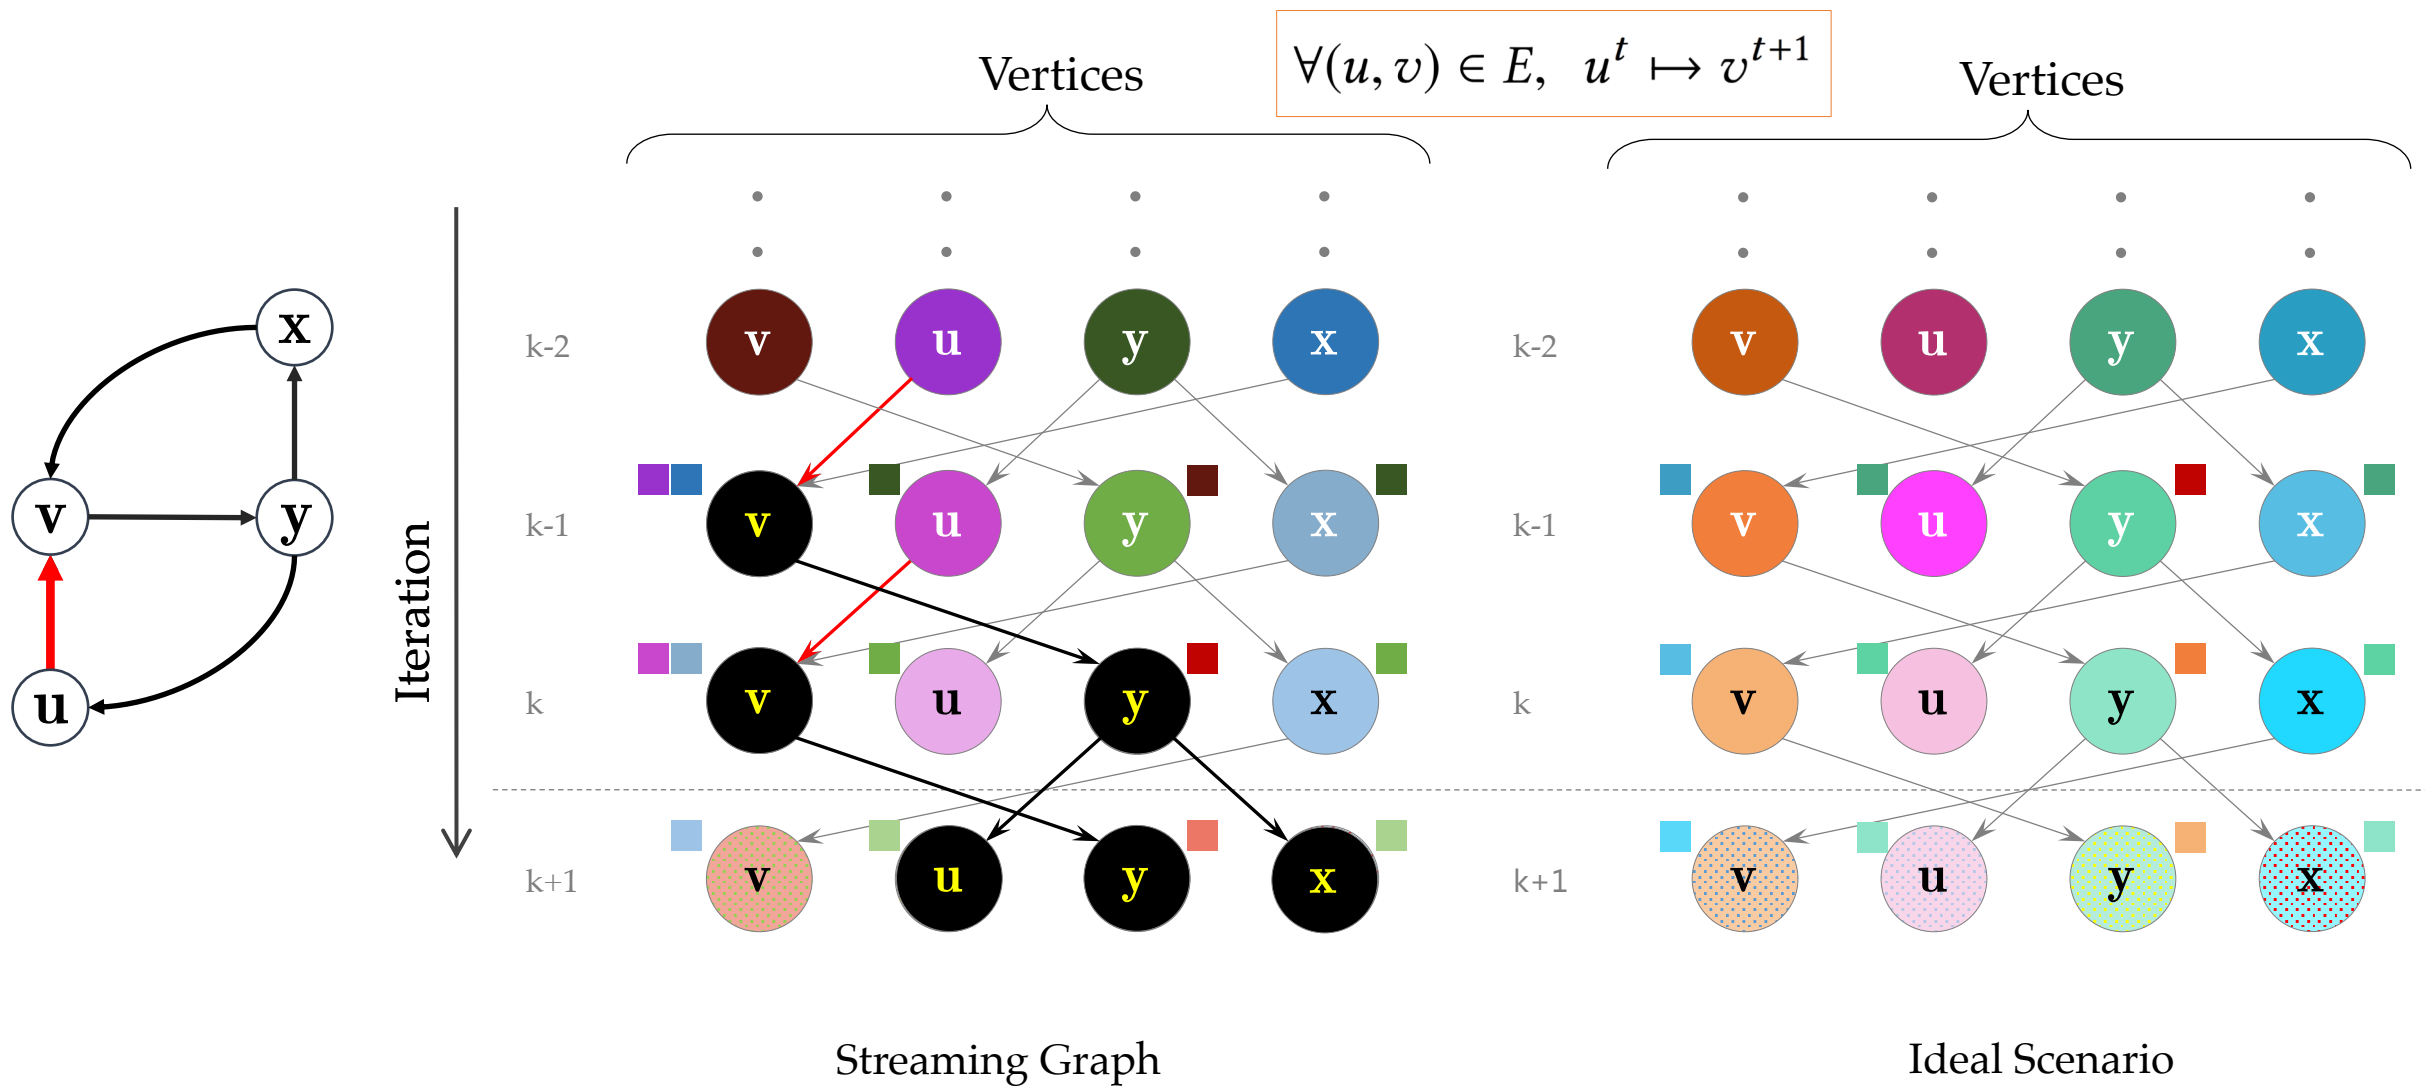 Vertices
∀(u, v) ∈ E, u^t ↦ v^{t+1}
Vertices
x
v
y
u
Iteration
k-2
v u y x
k-1
v u y x
k
v u y x
k+1
v u y x
Streaming Graph
k-2
v u y x
k-1
v u y x
k
v u y x
k+1
v u y x
Ideal Scenario